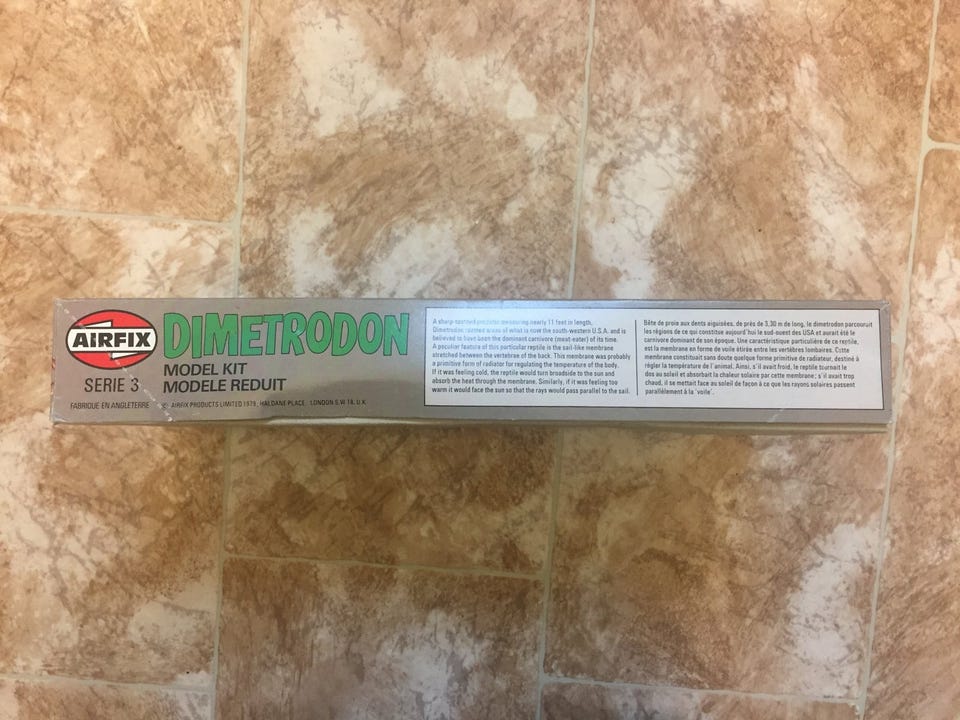 AIRFIX
DIMETRODON
MODEL KIT
SERIE 3
MODELE REDUIT
FABRIQUE EN ANGLETERRE
© AIRFIX PRODUCTS LIMITED 1979, HALDANE PLACE, LONDON S.W.18, U.K.
A sharp-toothed predator measuring nearly 11 feet in length,
Dimetrodon roamed areas of what is now the south-western U.S.A. and is
believed to have been the dominant carnivore (meat-eater) of its time.
A peculiar feature of this particular reptile is the sail-like membrane
stretched between the vertebrae of the back. This membrane was probably
a primitive form of radiator for regulating the temperature of the body.
If it was feeling cold, the reptile would turn broadside to the sun and
absorb the heat through the membrane. Similarly, if it was feeling too
warm it would face the sun so that the rays would pass parallel to the sail.
Bête de proie aux dents aiguisées, de près de 3,30 m de long, le dimetrodon parcourait
les régions de ce qui constitue aujourd'hui le sud-ouest des USA et aurait été le
carnivore dominant de son époque. Une caractéristique particulière de ce reptile,
est la membrane en forme de voile étirée entre les vertèbres lombaires. Cette
membrane constituait sans doute quelque forme primitive de radiateur, destiné à
régler la température de l'animal. Ainsi, s'il avait froid, le reptile tournait le
dos au soleil et absorbait la chaleur solaire par cette membrane; s'il avait trop
chaud, il se mettait face au soleil de façon à ce que les rayons solaires passent
parallèlement à la 'voile'.